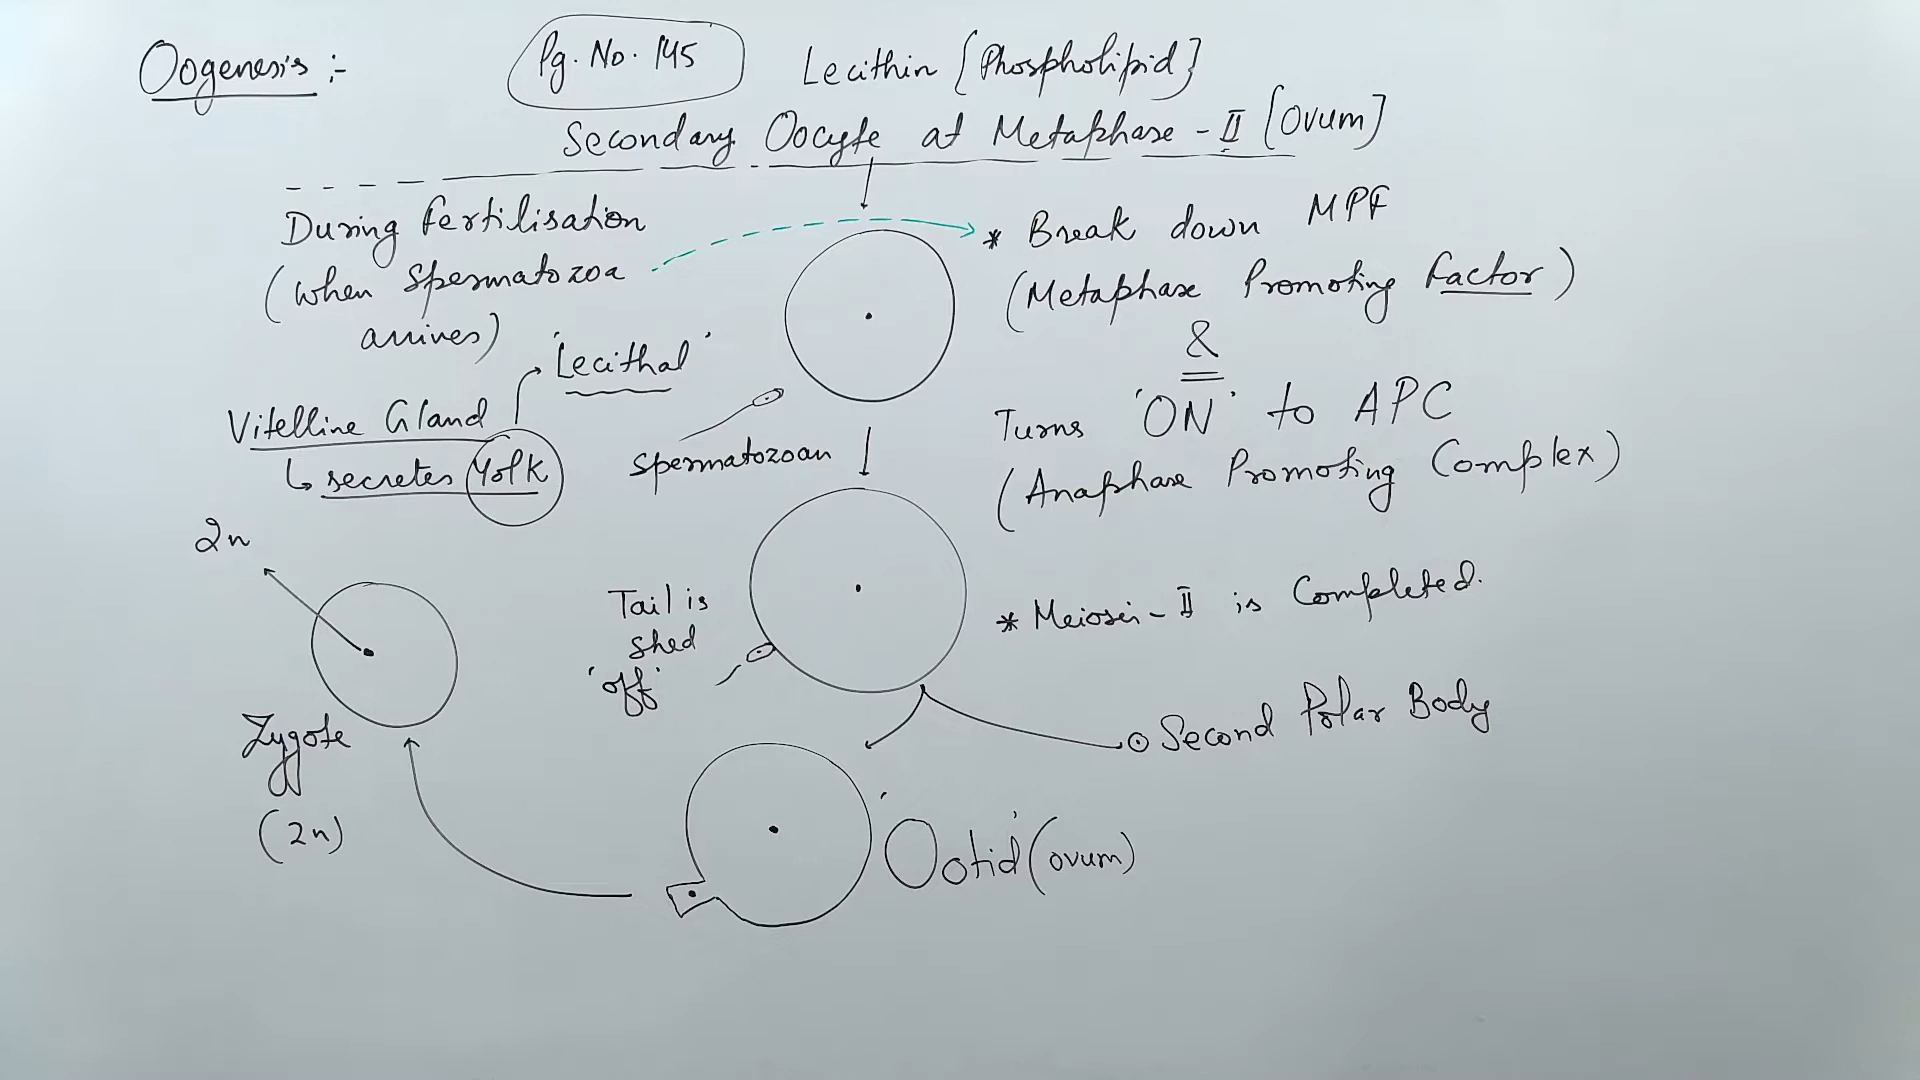 Oogenesis :-
Pg. No. 145
Lecithin [Phospholipid]
Secondary Oocyte at Metaphase - II [Ovum]
During fertilisation
(when spermatozoa
arrives)
'Lecithal'
Vitelline Gland
↳ secretes Yolk
spermatozoan
* Break down MPF
(Metaphase Promoting factor)
&
Turns 'ON' to APC
(Anaphase Promoting Complex)
2n
Tail is
shed
'off'
* Meiosis - II is Completed.
Second Polar Body
Zygote
(2n)
'Ootid' (ovum)